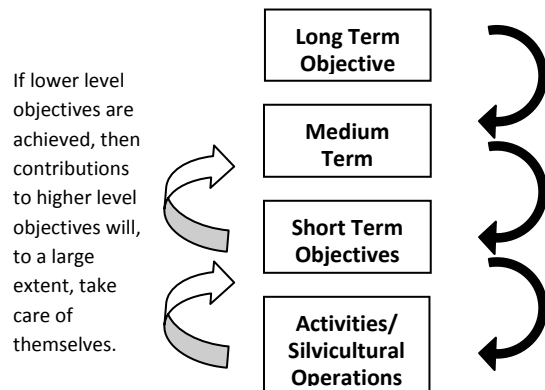 If lower level
objectives are
achieved, then
contributions
to higher level
objectives will,
to a large
extent, take
care of
themselves.
Long Term
Objective
Medium
Term
Short Term
Objectives
Activities/
Silvicultural
Operations